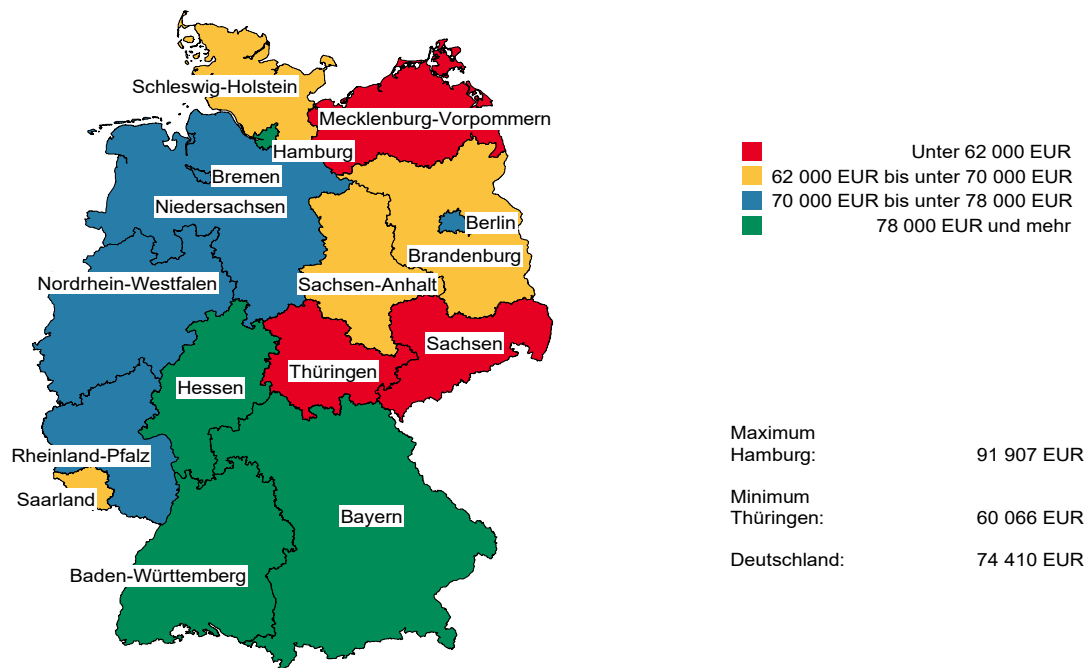 Schleswig-Holstein
Mecklenburg-Vorpommern
Hamburg
Bremen
Niedersachsen
Berlin
Brandenburg
Nordrhein-Westfalen
Sachsen-Anhalt
Sachsen
Thüringen
Hessen
Rheinland-Pfalz
Saarland
Bayern
Baden-Württemberg
Unter 62 000 EUR
62 000 EUR bis unter 70 000 EUR
70 000 EUR bis unter 78 000 EUR
78 000 EUR und mehr
Maximum
Hamburg: 91 907 EUR
Minimum
Thüringen: 60 066 EUR
Deutschland: 74 410 EUR